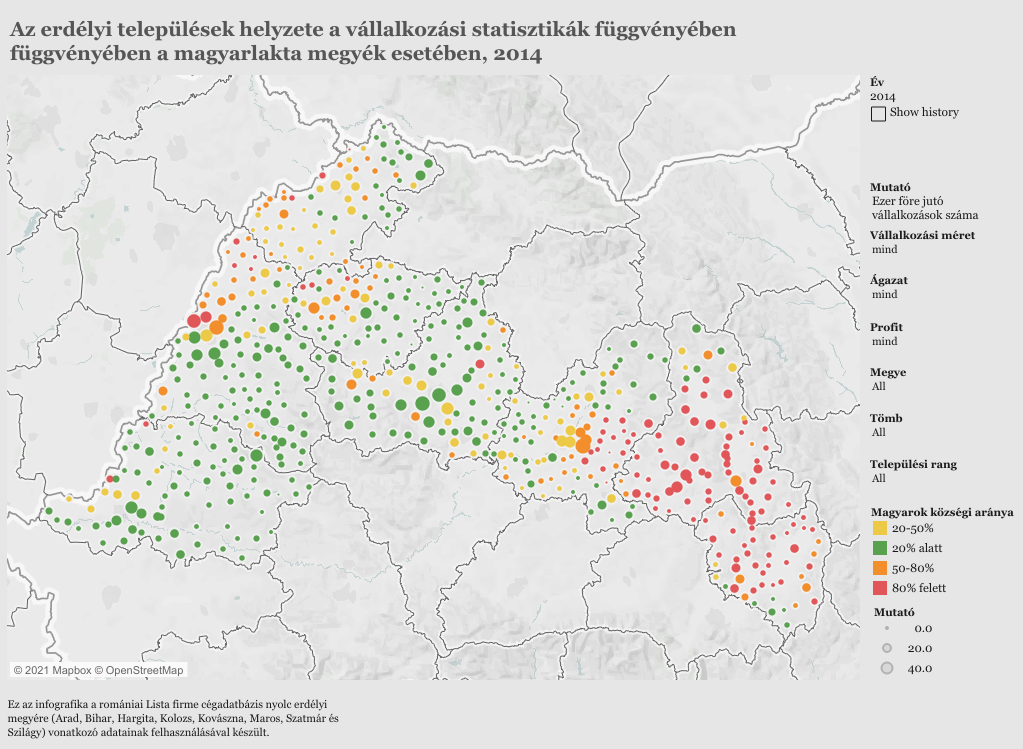 Az erdélyi települések helyzete a vállalkozási statisztikák függvényében
függvényében a magyarlakta megyék esetében, 2014
Év
2014
Show history
Mutató
Ezer főre jutó
vállalkozások száma
Vállalkozási méret
mind
Ágazat
mind
Profit
mind
Megye
All
Tömb
All
Települési rang
All
Magyarok községi aránya
20-50%
20% alatt
50-80%
80% felett
Mutató
0.0
20.0
40.0
© 2021 Mapbox © OpenStreetMap
Ez az infografika a romániai Lista firme cégadatbázis nyolc erdélyi
megyére (Arad, Bihar, Hargita, Kolozs, Kovászna, Maros, Szatmár és
Szilágy) vonatkozó adatainak felhasználásával készült.